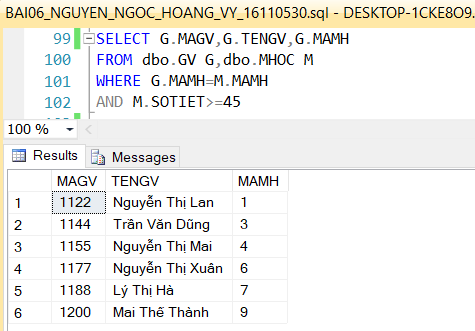 BAI06_NGUYEN_NGOC_HOANG_VY_16110530.sql - DESKTOP-1CKE8O9.
99 SELECT G.MAGV,G.TENGV,G.MAMH
100 FROM dbo.GV G,dbo.MHOC M
101 WHERE G.MAMH=M.MAMH
102 AND M.SOTIET>=45
100 %
Results Messages
MAGV TENGV MAMH
1 1122 Nguyễn Thị Lan 1
2 1144 Trần Văn Dũng 3
3 1155 Nguyễn Thị Mai 4
4 1177 Nguyễn Thị Xuân 6
5 1188 Lý Thị Hà 7
6 1200 Mai Thế Thành 9